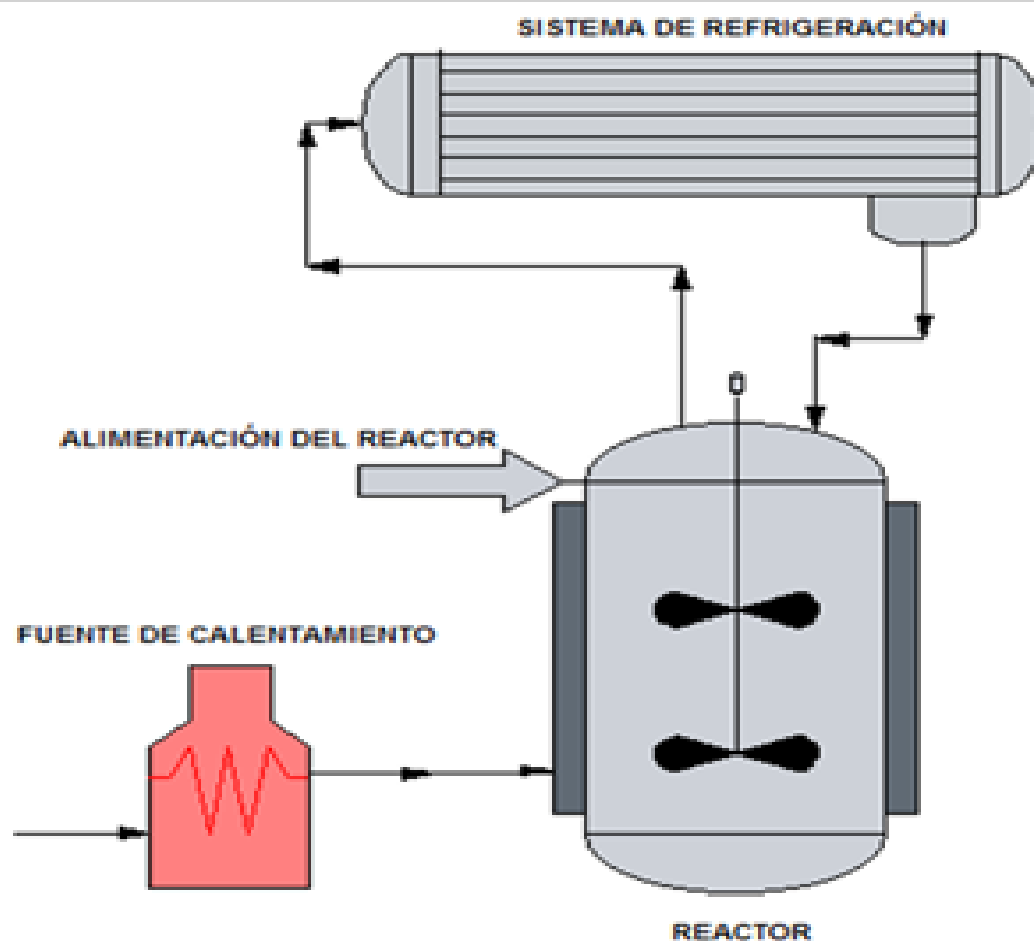 SISTEMA DE REFRIGERACIÓN
ALIMENTACIÓN DEL REACTOR
FUENTE DE CALENTAMIENTO
REACTOR